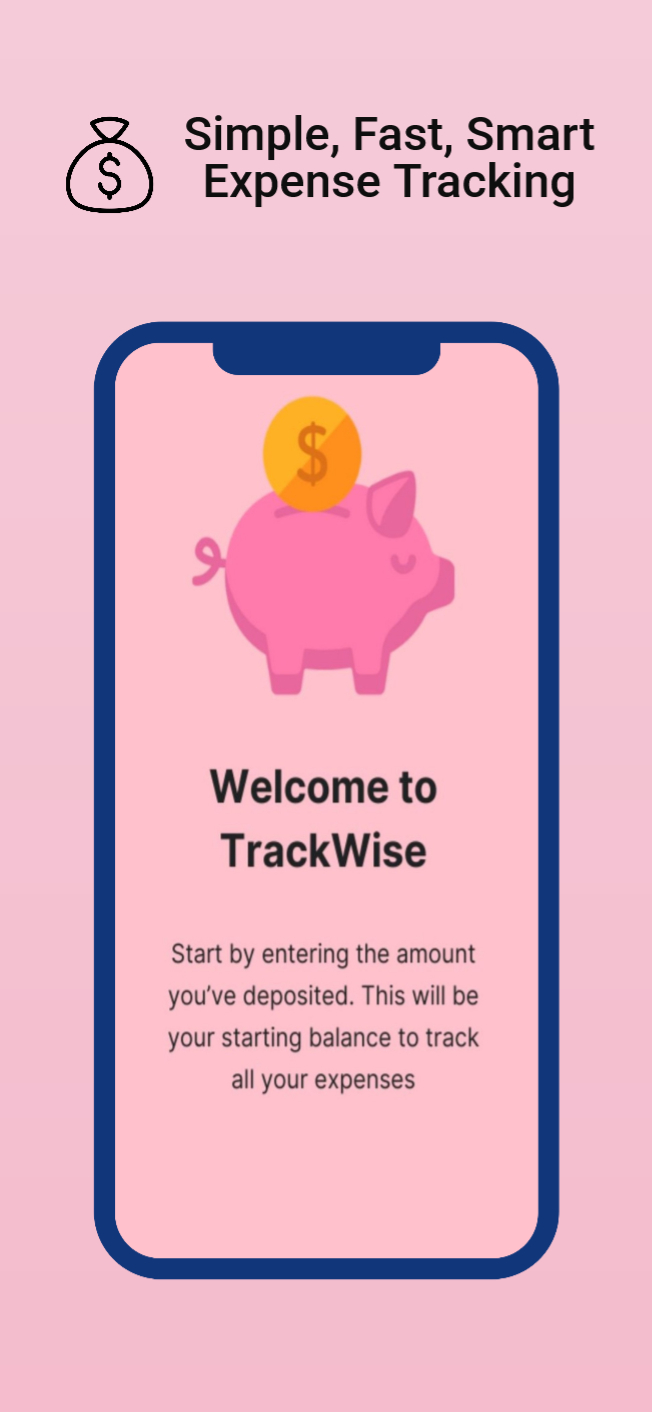 Simple, Fast, Smart
Expense Tracking
$
$
Welcome to
TrackWise
Start by entering the amount
you've deposited. This will be
your starting balance to track
all your expenses